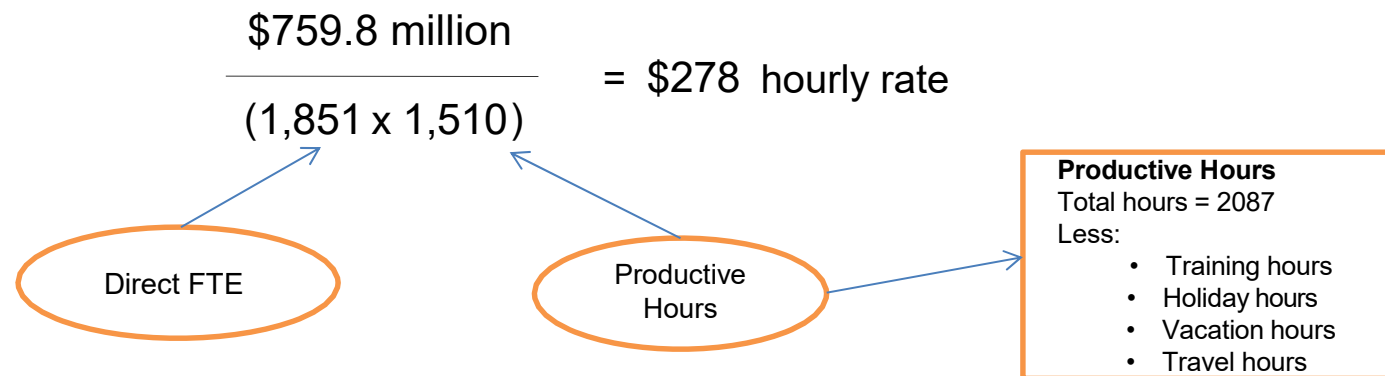 $759.8 million
= $278 hourly rate
(1,851 x 1,510)
Direct FTE
Productive
Hours
Productive Hours
Total hours = 2087
Less:
• Training hours
• Holiday hours
• Vacation hours
• Travel hours